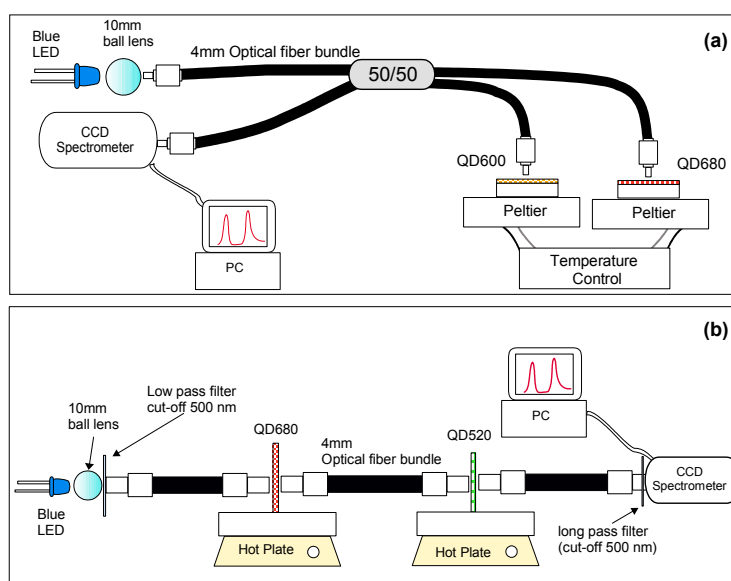 (a)
Blue
LED
10mm
ball lens
4mm Optical fiber bundle
50/50
CCD
Spectrometer
PC
QD600
QD680
Peltier
Peltier
Temperature
Control
(b)
Low pass filter
cut-off 500 nm
10mm
ball lens
Blue
LED
QD680
4mm
Optical fiber bundle
QD520
PC
CCD
Spectrometer
long pass filter
(cut-off 500 nm)
Hot Plate
Hot Plate